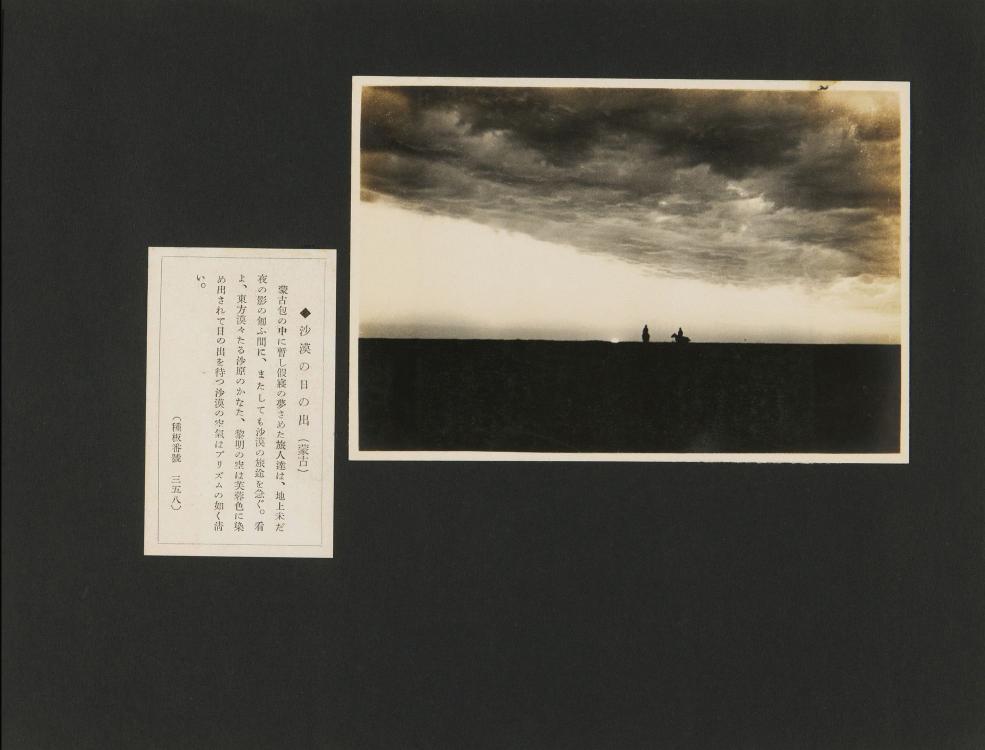 ◆沙漠の日の出（蒙古）
蒙古包の中に暫し假寢の夢さめた旅人達は、地上未だ
夜の影の匍ふ間に、またしても沙漠の旅途を急ぐ。看
よ、東方漠々たる沙原のかなた、黎明の空は芙蓉色に染
め出されて日の出を待つ沙漠の空氣はプリズムの如く淸
い。
（種板番號　三五八）